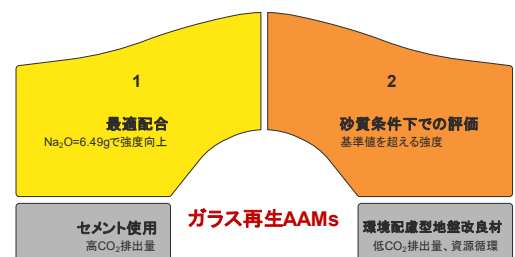 1
最適配合
Na₂O=6.49gで強度向上
2
砂質条件下での評価
基準値を超える強度
セメント使用
高CO₂排出量
ガラス再生AAMs
環境配慮型地盤改良材
低CO₂排出量、資源循環